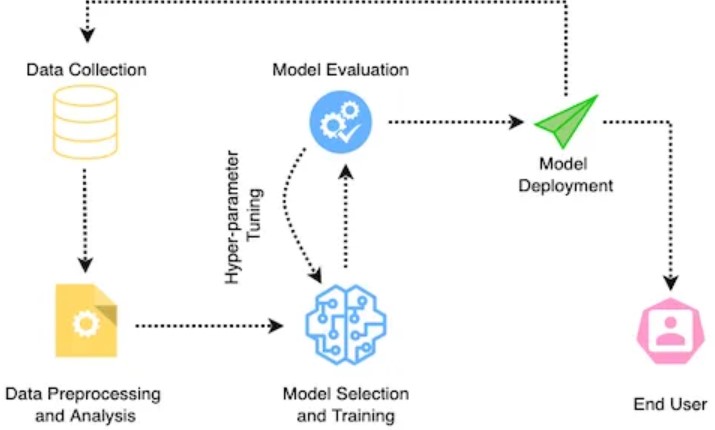 Data Collection
Model Evaluation
Model
Deployment
Hyper-parameter
Tuning
Data Preprocessing
and Analysis
Model Selection
and Training
End User